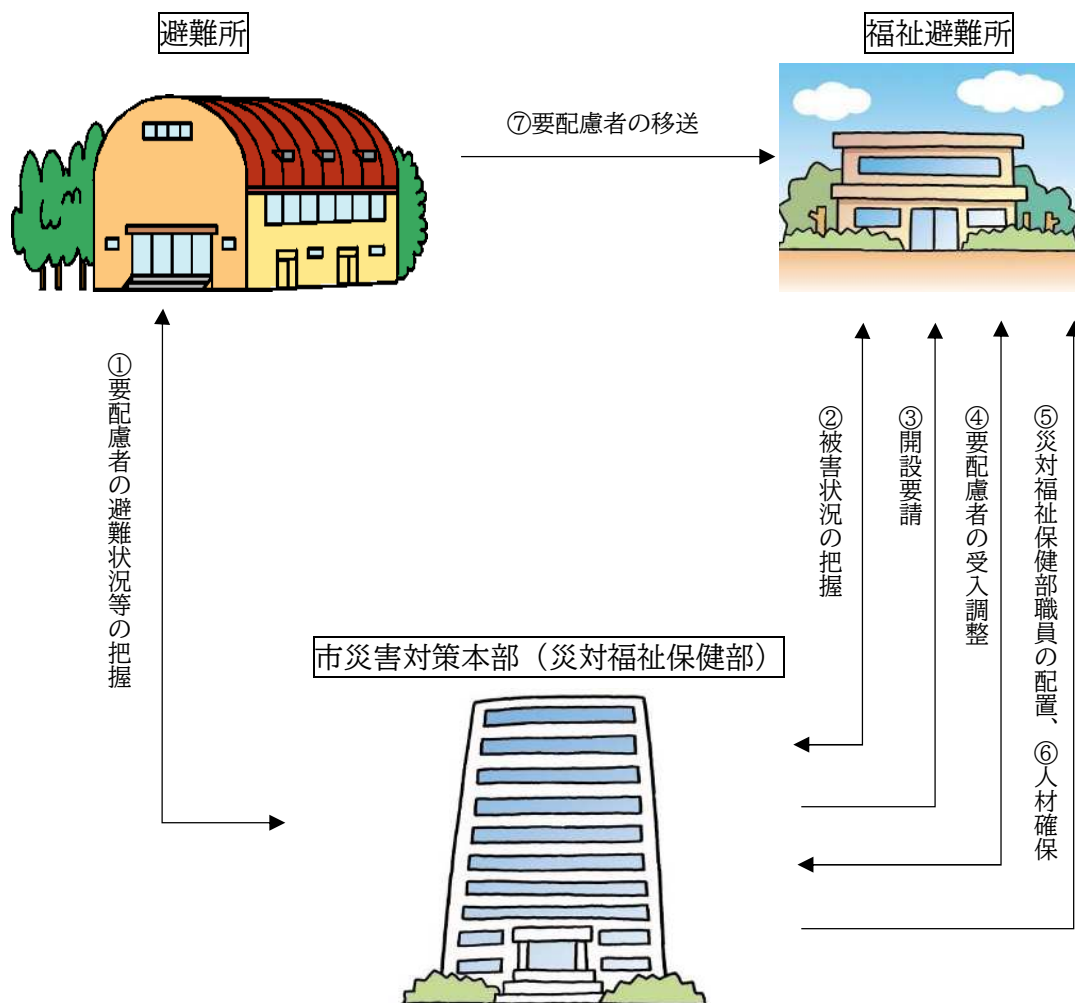 避難所
福祉避難所
⑦要配慮者の移送
①要配慮者の避難状況等の把握
②被害状況の把握
③開設要請
④要配慮者の受入調整
⑤災対福祉保健部職員の配置、⑥人材確保
市災害対策本部（災対福祉保健部）